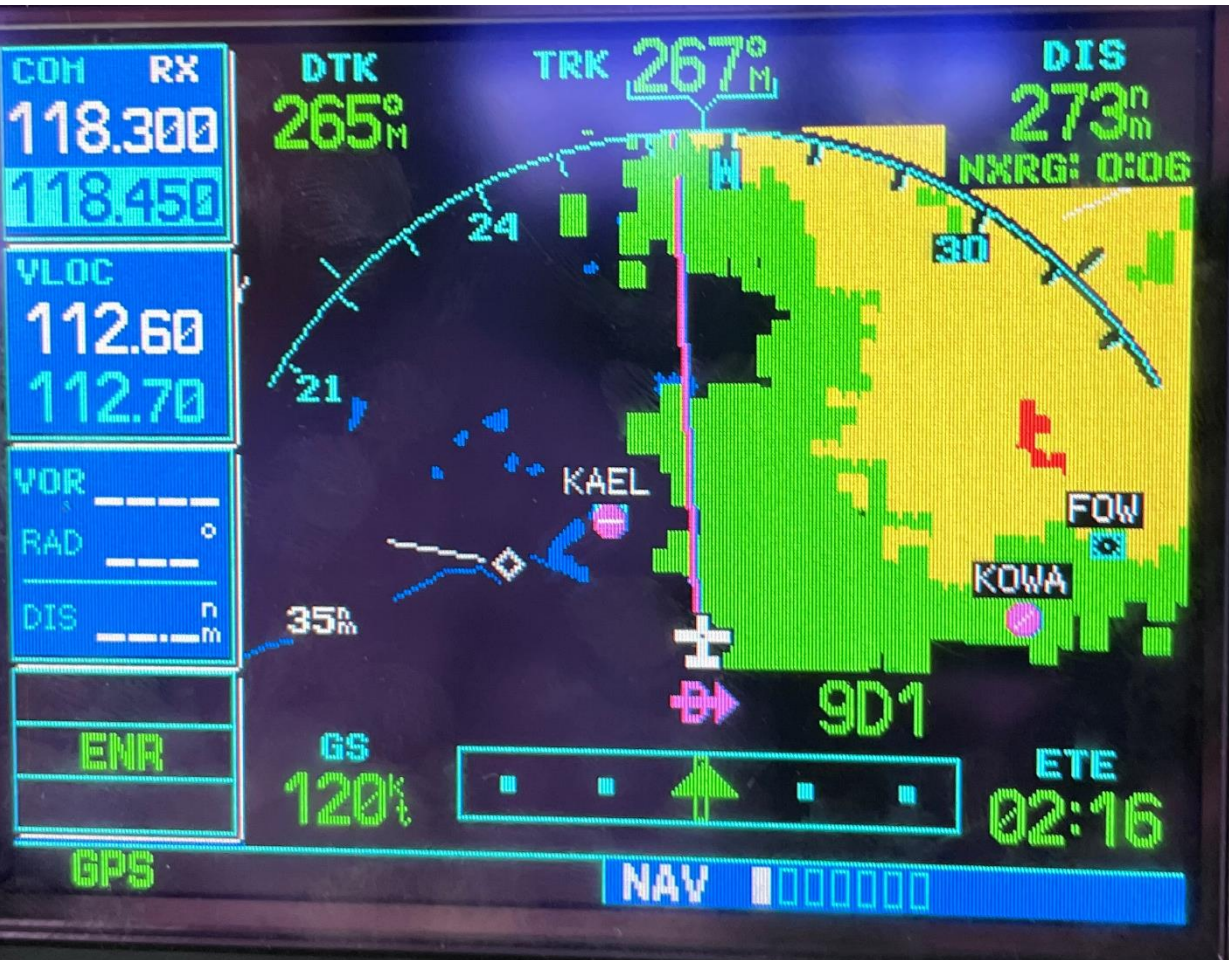 COM RX
118.300
118.450
VLOC
112.60
112.70
VOR _ _ _ _
RAD _ _ _ °
DIS _ _ _._ nm
ENR
GPS
DTK
265°M
TRK 267°M
DIS
273nm
NXRG: 0:06
W
24
30
21
KAEL
FOW
KOWA
35nm
D
9D1
GS
120kt
ETE
02:16
NAV